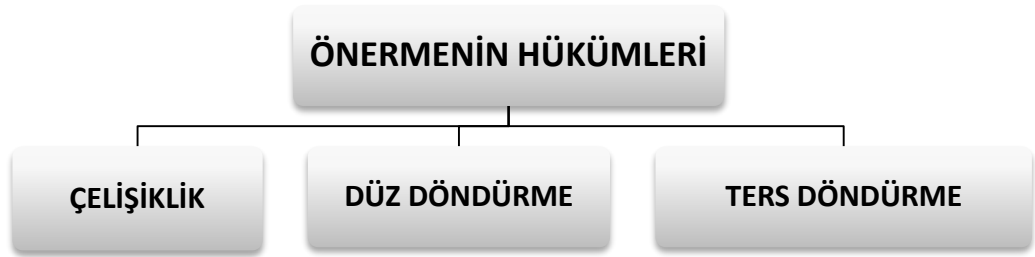 ÖNERMENİN HÜKÜMLERİ
ÇELİŞİKLİK
DÜZ DÖNDÜRME
TERS DÖNDÜRME